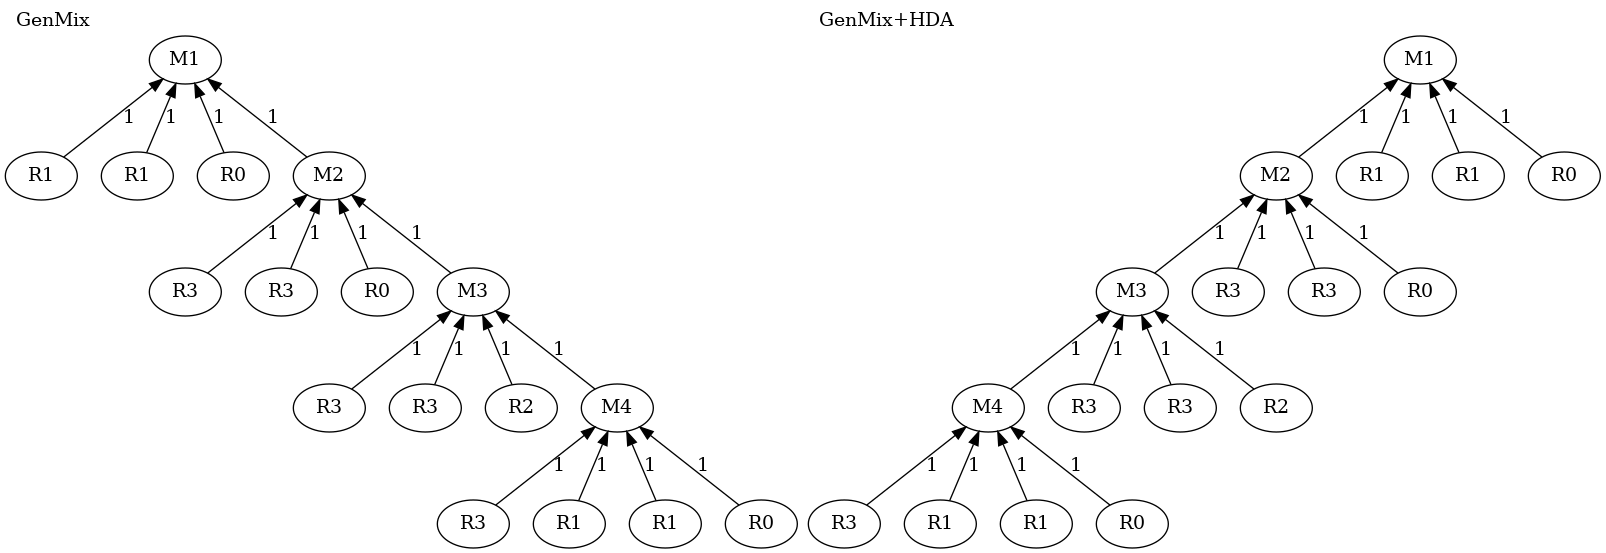 GenMix GenMix+HDA
M1 M1
1 1 1 1 1 1 1 1
R1 R1 R0 M2 M2 R1 R1 R0
1 1 1 1 1 1 1 1
R3 R3 R0 M3 M3 R3 R3 R0
1 1 1 1 1 1 1 1
R3 R3 R2 M4 M4 R3 R3 R2
1 1 1 1 1 1 1 1
R3 R1 R1 R0 R3 R1 R1 R0